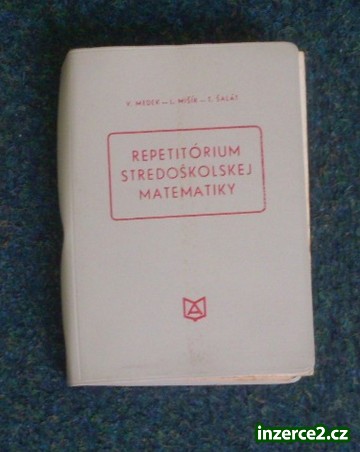 V. MEDEK — L. MIŠÍK — T. ŠALÁT
REPETITÓRIUM
STREDOŠKOLSKEJ
MATEMATIKY
inzerce2.cz